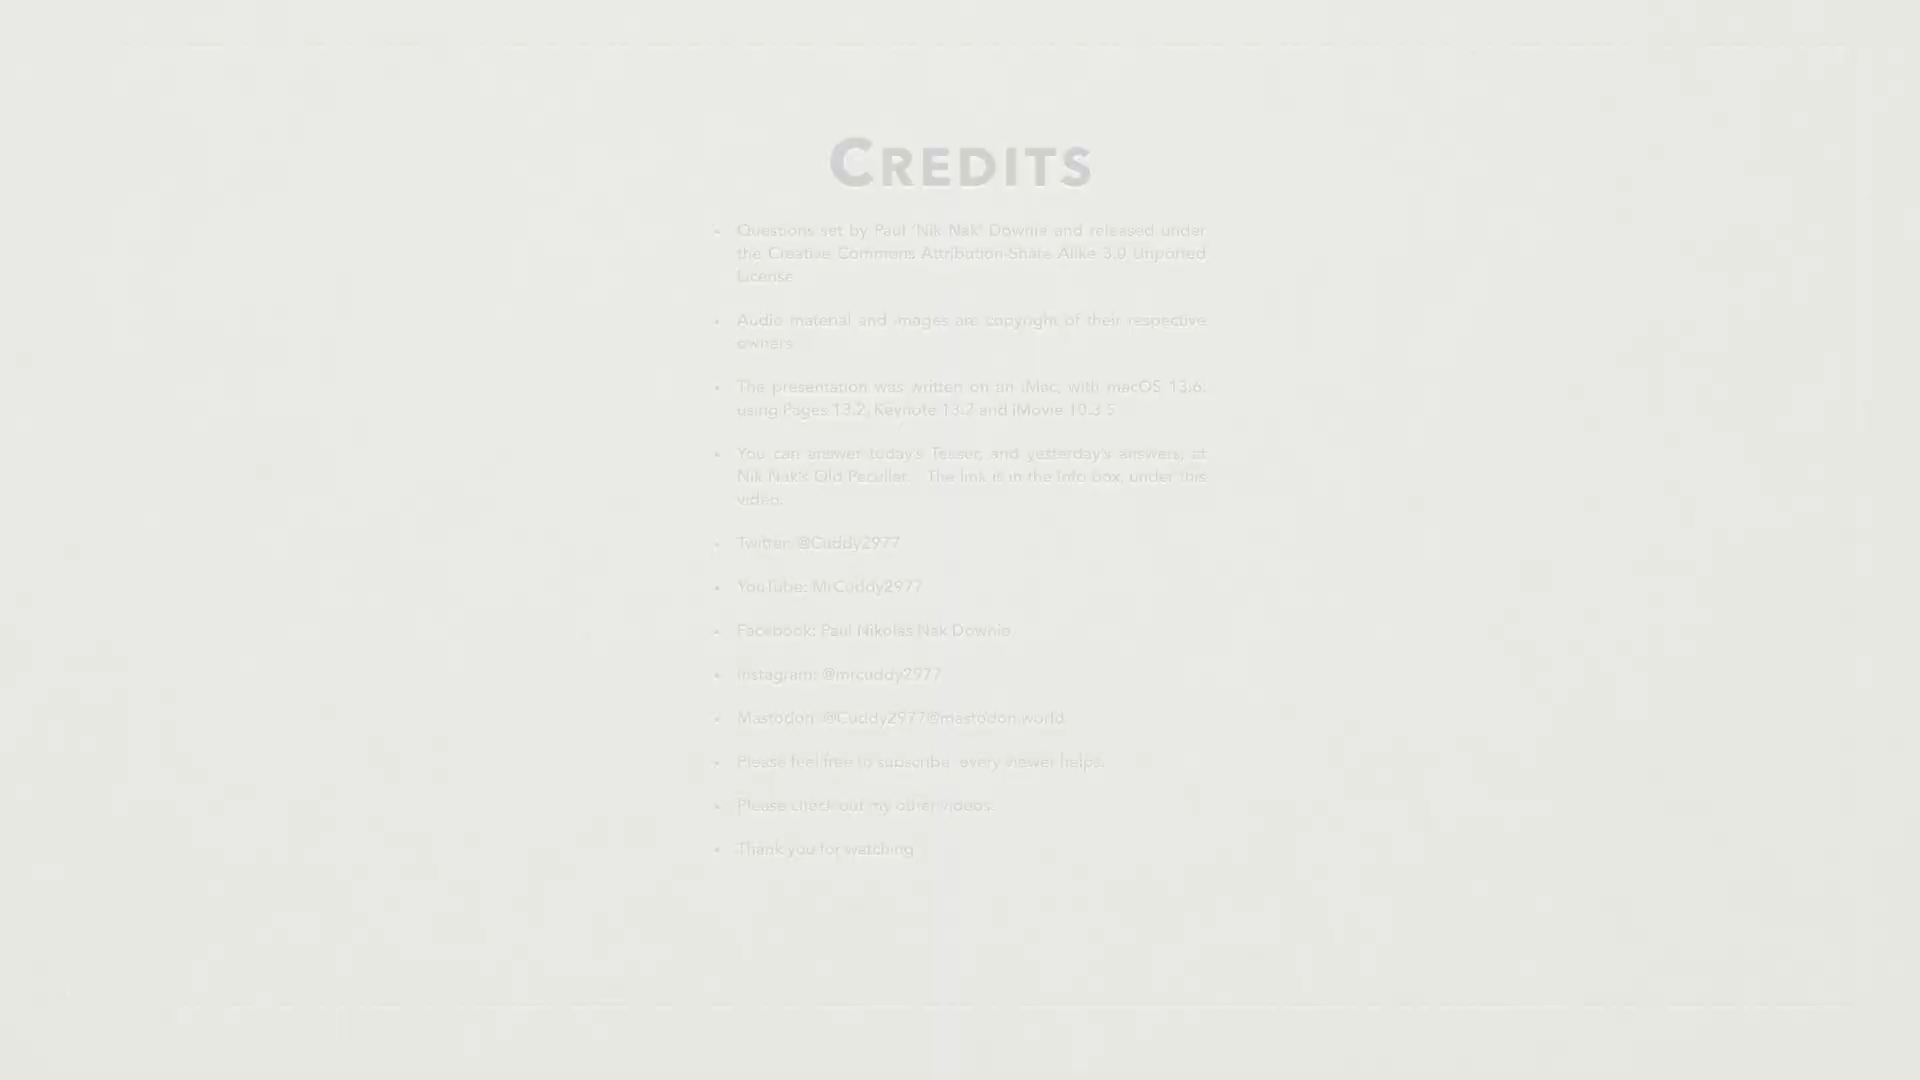 CREDITS
• Questions set by Paul 'Nik Nak' Downie and released under
the Creative Commons Attribution-Share Alike 3.0 Unported
License.
• Audio material and images are copyright of their respective
owners.
• The presentation was written on an iMac, with macOS 13.6,
using Pages 13.2, Keynote 13.2 and iMovie 10.3.5
• You can answer today's Teaser, and yesterday's answers, at
Nik Nak's Old Peculiar. The link is in the info box, under this
video.
• Twitter: @Cuddy2977
• YouTube: MrCuddy2977
• Facebook: Paul Nikolas Nak Downie
• Instagram: @mrcuddy2977
• Mastodon: @Cuddy2977@mastodon.world
• Please feel free to subscribe, every viewer helps.
• Please check out my other videos.
• Thank you for watching